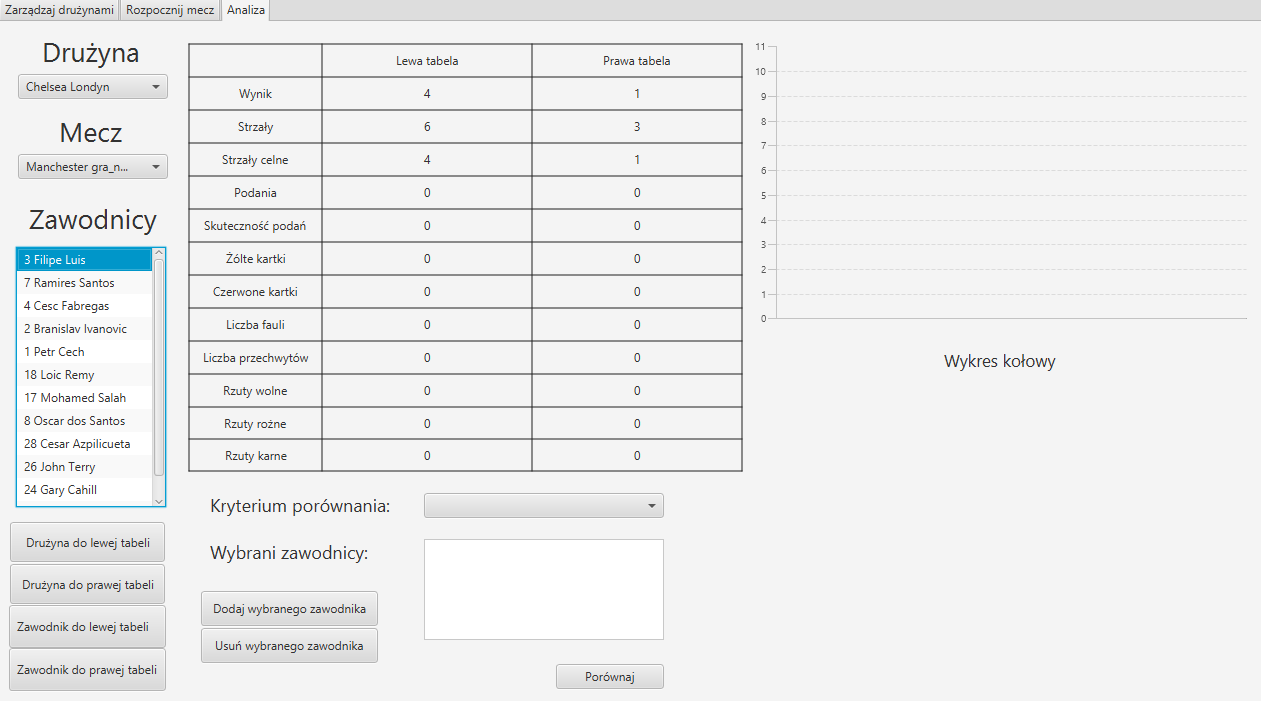 Zarządzaj drużynami Rozpocznij mecz Analiza
Drużyna
Chelsea Londyn
Mecz
Manchester gra_n...
Zawodnicy
3 Filipe Luis
7 Ramires Santos
4 Cesc Fabregas
2 Branislav Ivanovic
1 Petr Cech
18 Loic Remy
17 Mohamed Salah
8 Oscar dos Santos
28 Cesar Azpilicueta
26 John Terry
24 Gary Cahill
Drużyna do lewej tabeli
Drużyna do prawej tabeli
Zawodnik do lewej tabeli
Zawodnik do prawej tabeli
Lewa tabela Prawa tabela
Wynik 4 1
Strzały 6 3
Strzały celne 4 1
Podania 0 0
Skuteczność podań 0 0
Żółte kartki 0 0
Czerwone kartki 0 0
Liczba fauli 0 0
Liczba przechwytów 0 0
Rzuty wolne 0 0
Rzuty rożne 0 0
Rzuty karne 0 0
Kryterium porównania:
Wybrani zawodnicy:
Dodaj wybranego zawodnika
Usuń wybranego zawodnika
Porównaj
11
10
9
8
7
6
5
4
3
2
1
0
Wykres kołowy